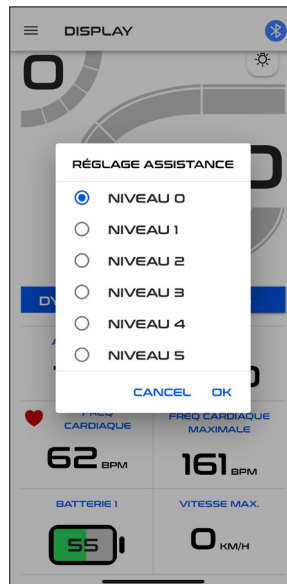 DISPLAY
0
RÉGLAGE ASSISTANCE
NIVEAU 0
NIVEAU 1
NIVEAU 2
NIVEAU 3
NIVEAU 4
NIVEAU 5
CANCEL OK
CARDIAQUE
FREQ CARDIAQUE
MAXIMALE
62 BPM
161 BPM
BATTERIE 1
VITESSE MAX.
55
0 KM/H